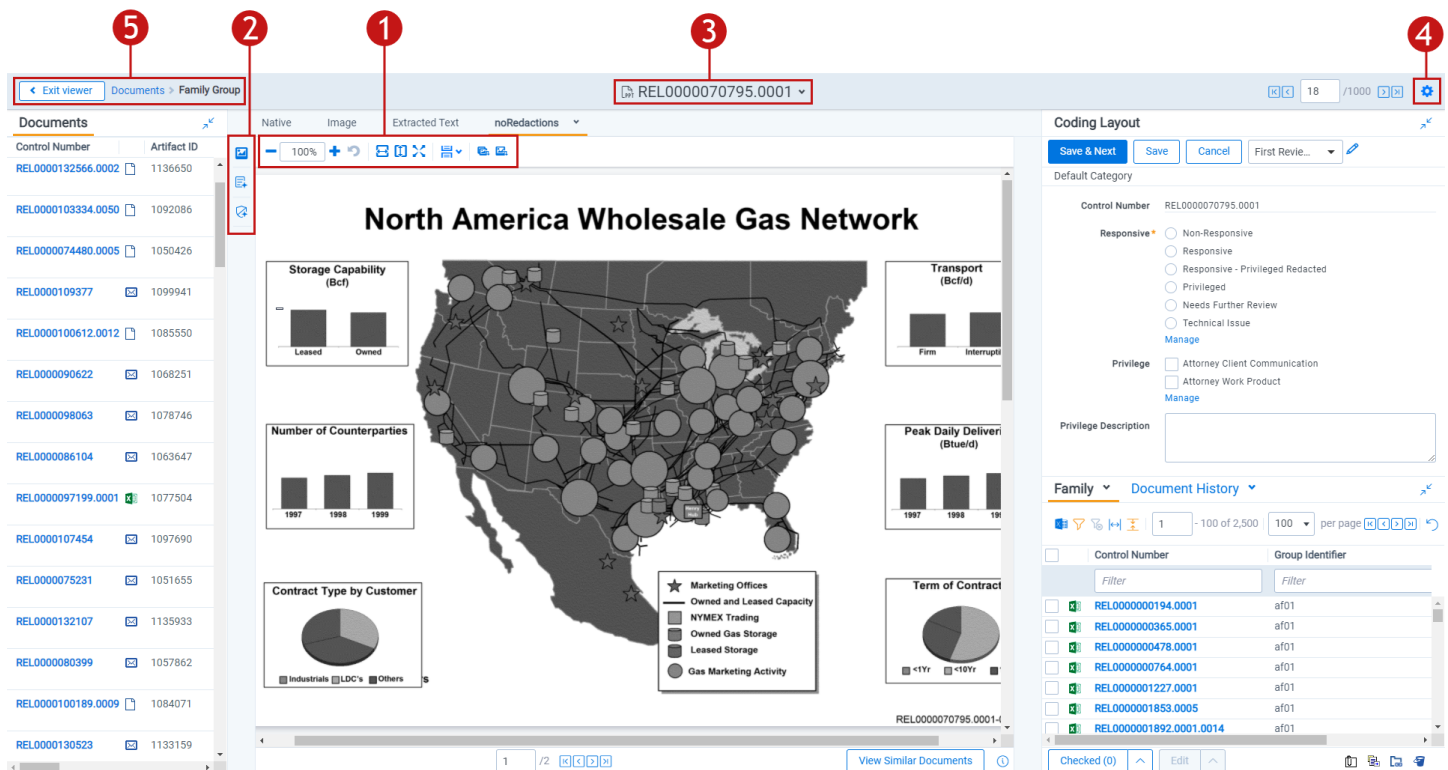 5
2
1
3
4
Exit viewer
Documents > Family Group
REL0000070795.0001
18 /1000
Documents
Control Number Artifact ID
REL0000132566.0002 1136650
REL0000103334.0050 1092086
REL0000074480.0005 1050426
REL0000109377 1099941
REL0000100612.0012 1085550
REL0000090622 1068251
REL0000098063 1078746
REL0000086104 1063647
REL0000097199.0001 1077504
REL0000107454 1097690
REL0000075231 1051655
REL0000132107 1135933
REL0000080399 1057862
REL0000100189.0009 1084071
REL0000130523 1133159
Native Image Extracted Text noRedactions
100%
North America Wholesale Gas Network
Storage Capability
(Bcf)
Leased Owned
Number of Counterparties
1997 1998 1999
Contract Type by Customer
Industrials LDC's Others
s
Henry
Hub
Marketing Offices
Owned and Leased Capacity
NYMEX Trading
Owned Gas Storage
Leased Storage
Gas Marketing Activity
Transport
(Bcf/d)
Firm Interrupti
Peak Daily Deliveri
(Btue/d)
1997 1998 199
Term of Contract
<1Yr <10Yr
REL0000070795.0001-0
1 /2
View Similar Documents
Coding Layout
Save & Next Save Cancel First Revie...
Default Category
Control Number REL0000070795.0001
Responsive* Non-Responsive
Responsive
Responsive - Privileged Redacted
Privileged
Needs Further Review
Technical Issue
Manage
Privilege Attorney Client Communication
Attorney Work Product
Manage
Privilege Description
Family Document History
1 - 100 of 2,500 100 per page
Control Number Group Identifier
Filter Filter
REL0000000194.0001 af01
REL0000000365.0001 af01
REL0000000478.0001 af01
REL0000000764.0001 af01
REL0000001227.0001 af01
REL0000001853.0005 af01
REL0000001892.0001.0014 af01
Checked (0) Edit